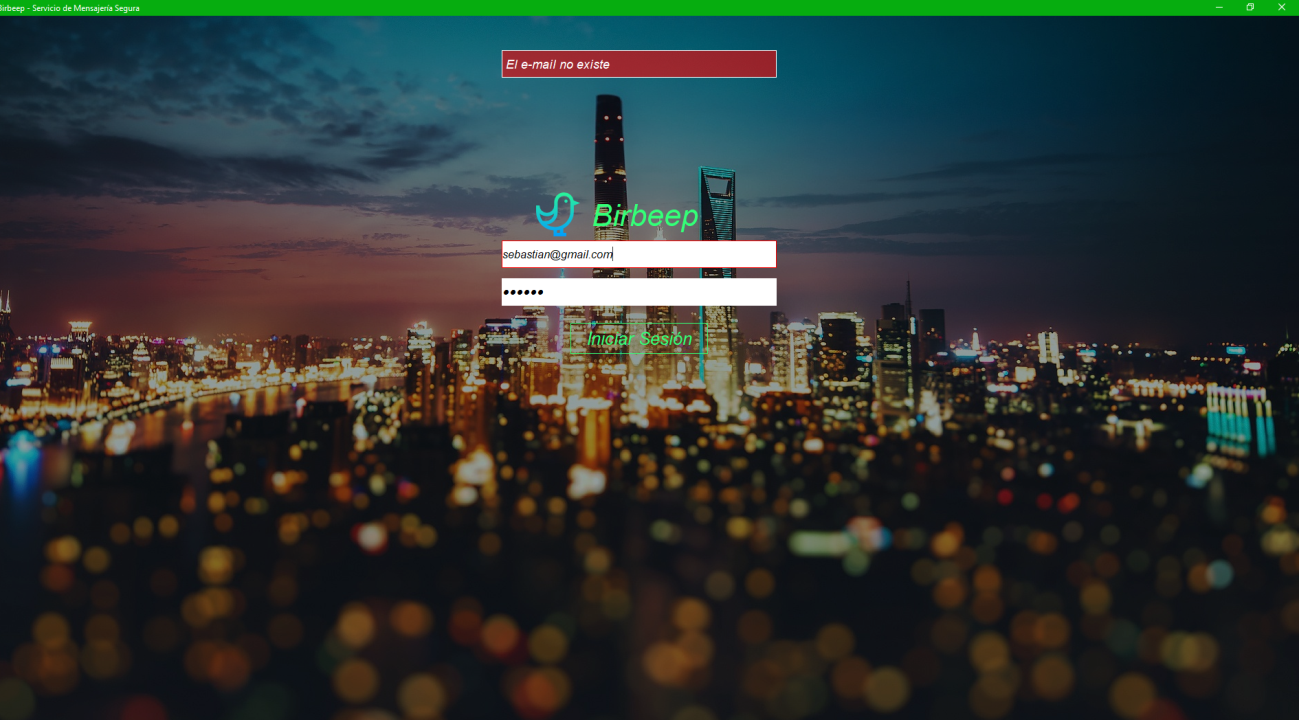 Birbeep - Servicio de Mensajería Segura
El e-mail no existe
Birbeep
sebastian@gmail.com
••••••
Iniciar Sesión